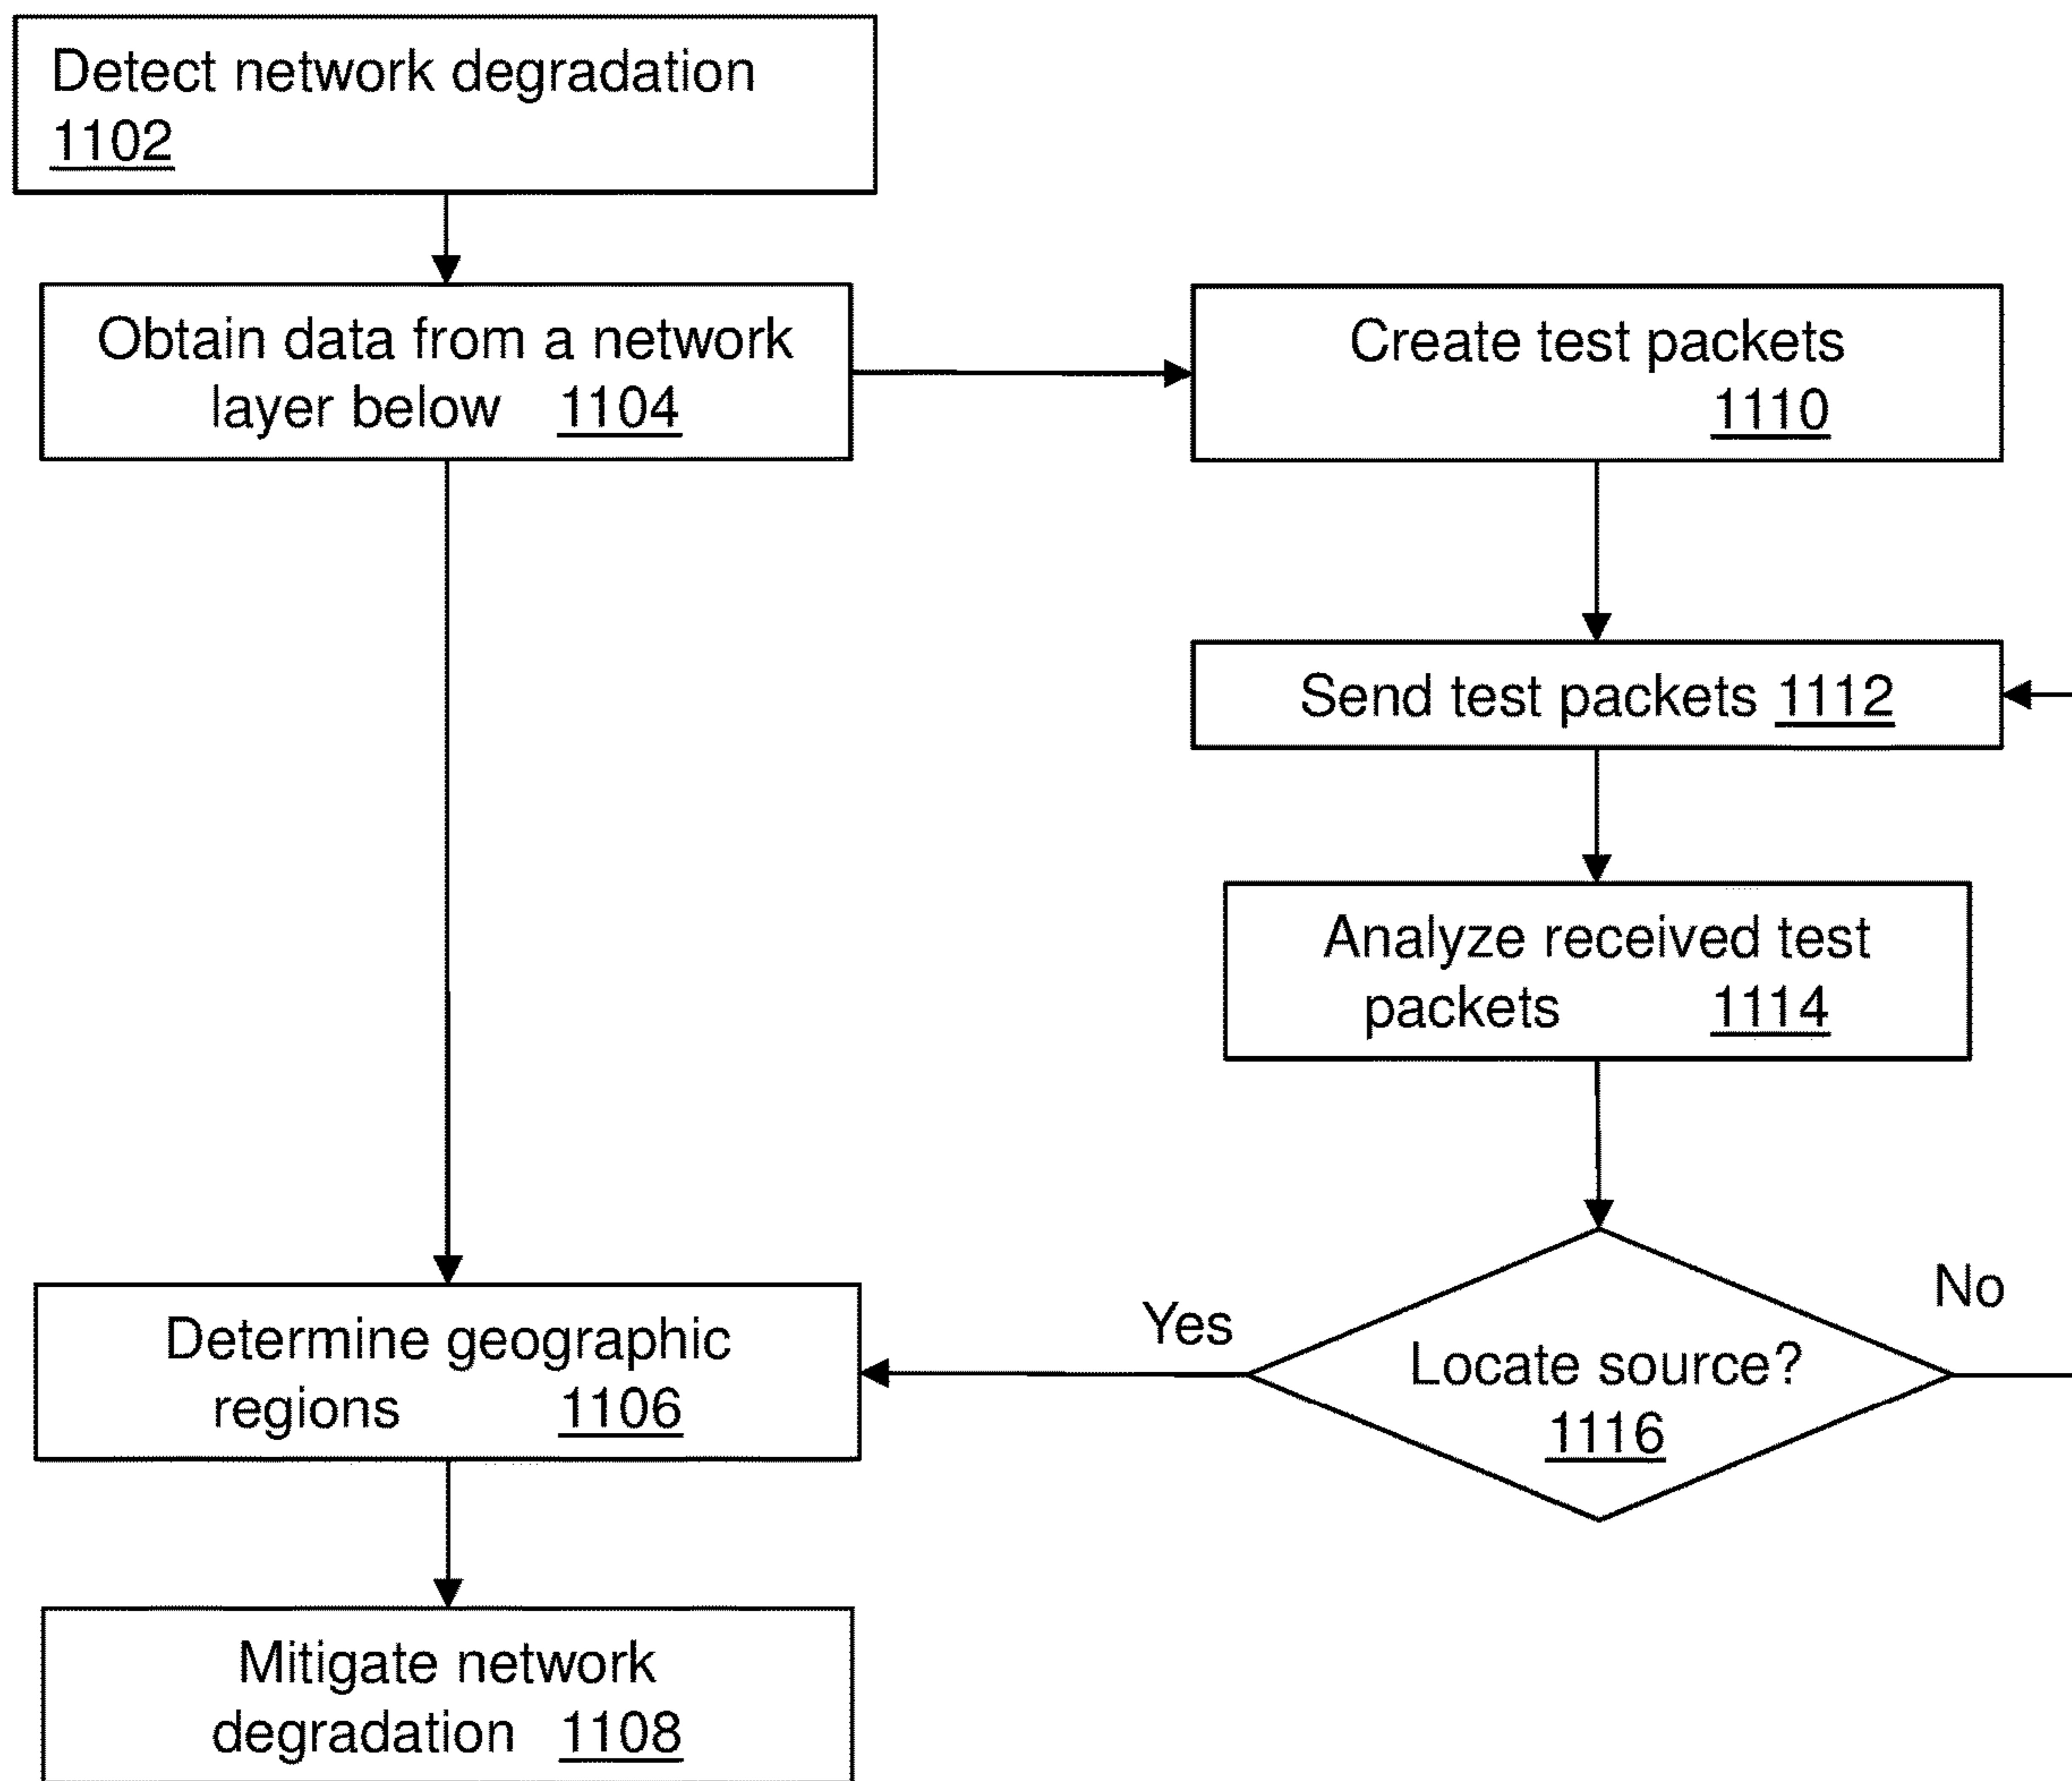 Detect network degradation
1102
Obtain data from a network
layer below 1104
Create test packets
1110
Send test packets 1112
Analyze received test
packets 1114
Determine geographic
regions 1106
Yes
Locate source?
1116
No
Mitigate network
degradation 1108